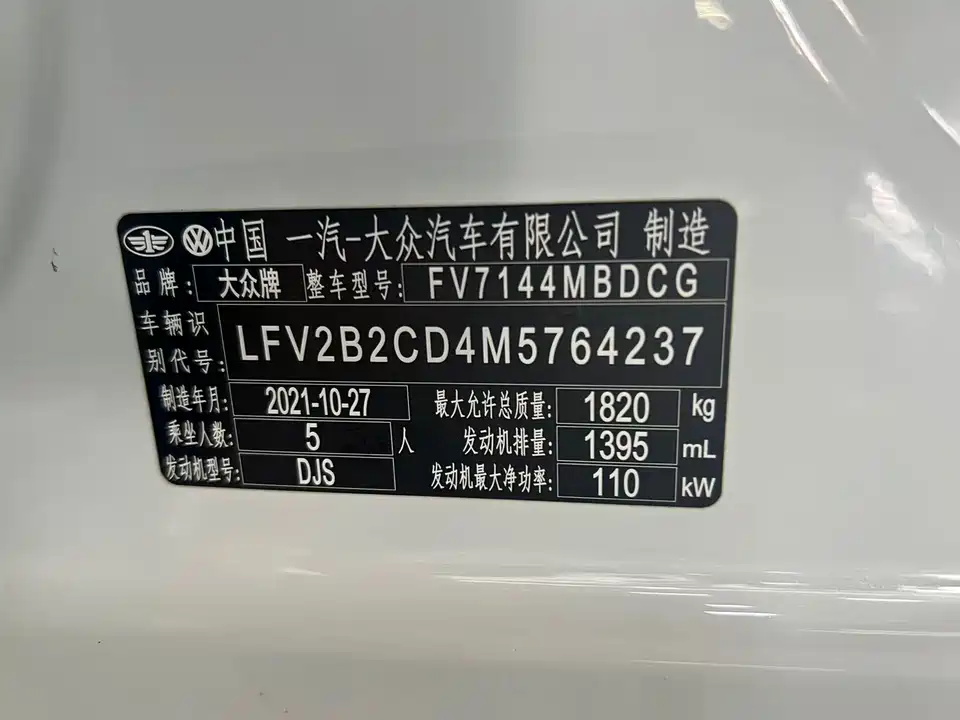 中国 一汽-大众汽车有限公司 制造
品牌: 大众牌 整车型号: FV7144MBDCG
车辆识别代号: LFV2B2CD4M5764237
制造年月: 2021-10-27 最大允许总质量: 1820 kg
乘坐人数: 5 人 发动机排量: 1395 mL
发动机型号: DJS 发动机最大净功率: 110 kW